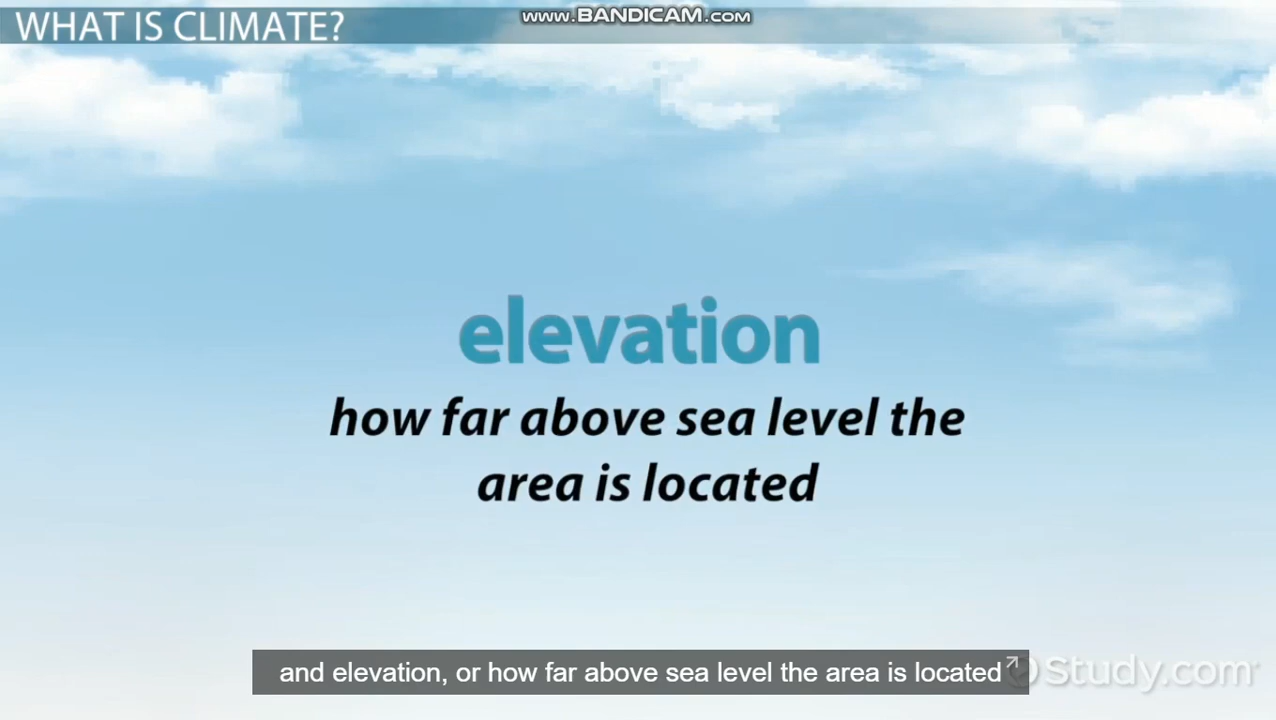 WHAT IS CLIMATE?
WWW.BANDICAM.COM
elevation
how far above sea level the
area is located
and elevation, or how far above sea level the area is located
Study.com